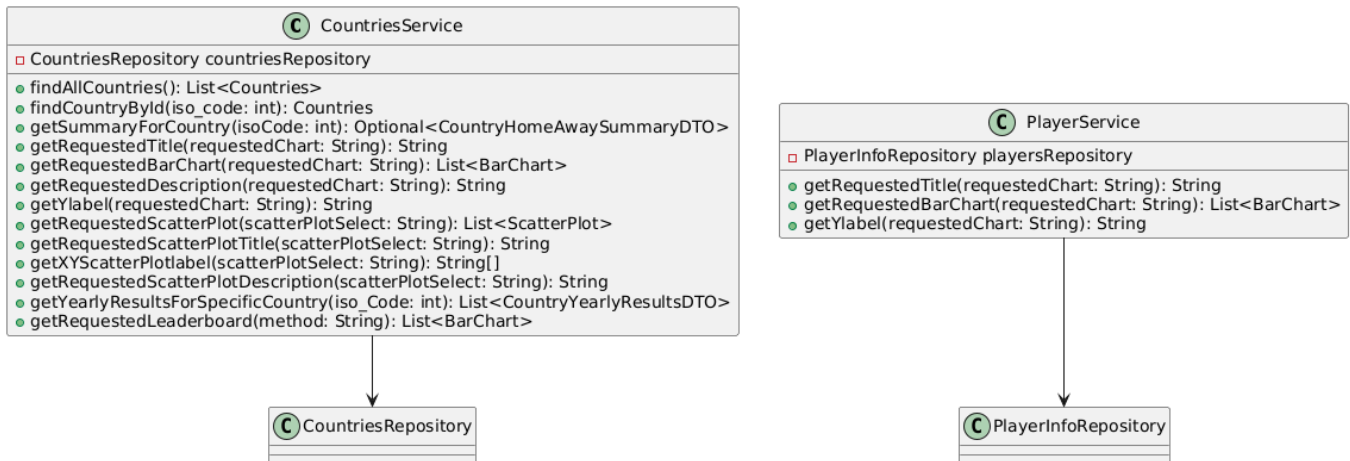 C CountriesService
CountriesRepository countriesRepository
findAllCountries(): List<Countries>
findCountryById(iso_code: int): Countries
getSummaryForCountry(isoCode: int): Optional<CountryHomeAwaySummaryDTO>
getRequestedTitle(requestedChart: String): String
getRequestedBarChart(requestedChart: String): List<BarChart>
getRequestedDescription(requestedChart: String): String
getYlabel(requestedChart: String): String
getRequestedScatterPlot(scatterPlotSelect: String): List<ScatterPlot>
getRequestedScatterPlotTitle(scatterPlotSelect: String): String
getXYScatterPlotlabel(scatterPlotSelect: String): String[]
getRequestedScatterPlotDescription(scatterPlotSelect: String): String
getYearlyResultsForSpecificCountry(iso_Code: int): List<CountryYearlyResultsDTO>
getRequestedLeaderboard(method: String): List<BarChart>
C PlayerService
PlayerInfoRepository playersRepository
getRequestedTitle(requestedChart: String): String
getRequestedBarChart(requestedChart: String): List<BarChart>
getYlabel(requestedChart: String): String
C CountriesRepository
C PlayerInfoRepository